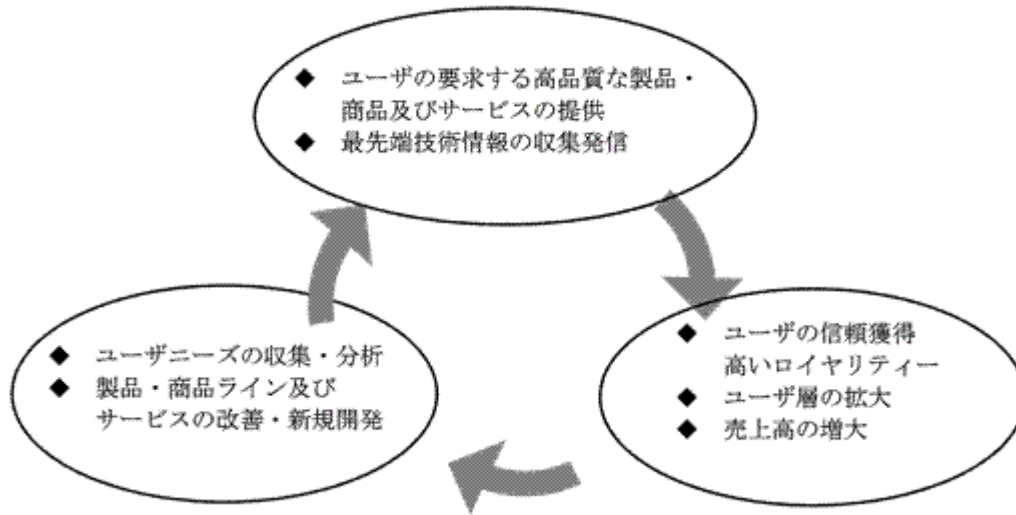 ◆ ユーザの要求する高品質な製品・
商品及びサービスの提供
◆ 最先端技術情報の収集発信
◆ ユーザニーズの収集・分析
◆ 製品・商品ライン及び
サービスの改善・新規開発
◆ ユーザの信頼獲得
高いロイヤリティー
◆ ユーザ層の拡大
◆ 売上高の増大